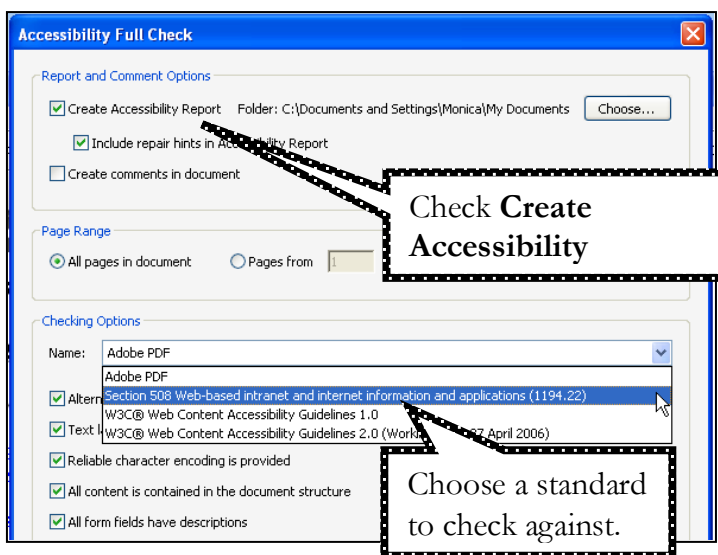 Accessibility Full Check
Report and Comment Options
Create Accessibility Report Folder: C:\Documents and Settings\Monica\My Documents Choose...
Include repair hints in Accessibility Report
Create comments in document
Check Create
Accessibility
Page Range
All pages in document Pages from 1
Checking Options
Name: Adobe PDF
Adobe PDF
Section 508 Web-based intranet and internet information and applications (1194.22)
W3C® Web Content Accessibility Guidelines 1.0
W3C® Web Content Accessibility Guidelines 2.0 27 April 2006)
Text
Reliable character encoding is provided
All content is contained in the document structure
All form fields have descriptions
Choose a standard
to check against.